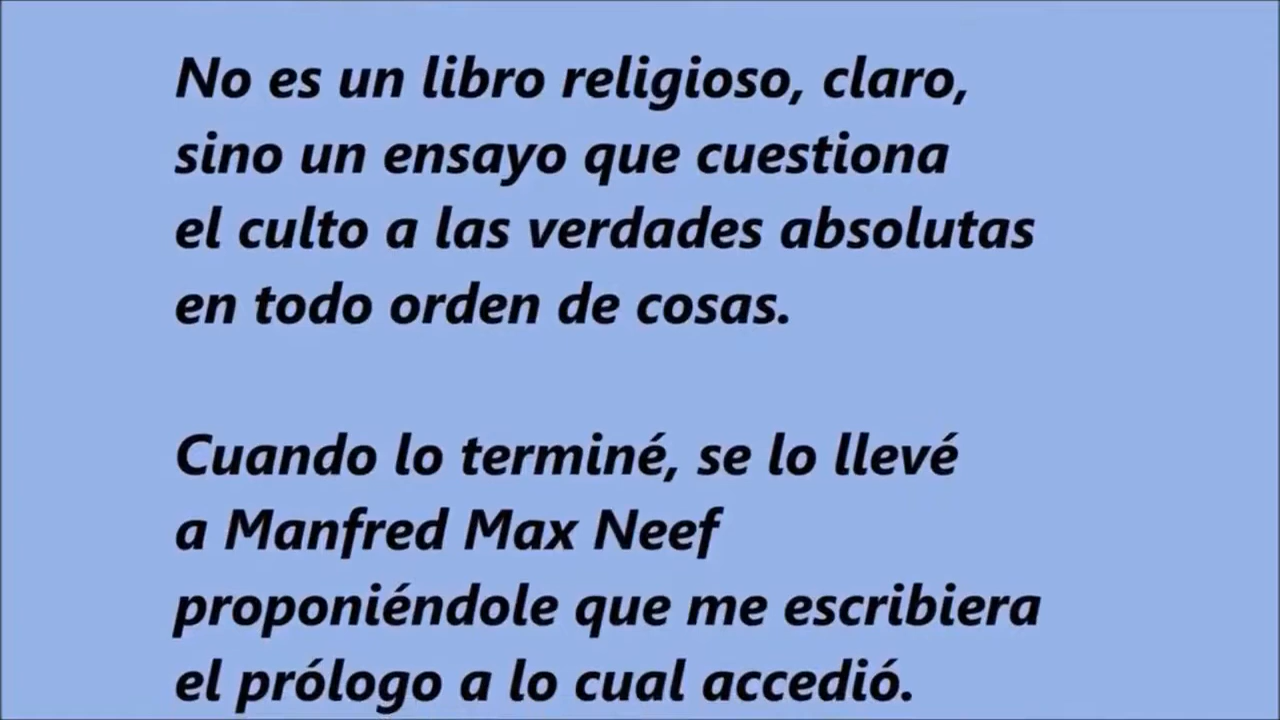 No es un libro religioso, claro,
sino un ensayo que cuestiona
el culto a las verdades absolutas
en todo orden de cosas.
Cuando lo terminé, se lo llevé
a Manfred Max Neef
proponiéndole que me escribiera
el prólogo a lo cual accedió.